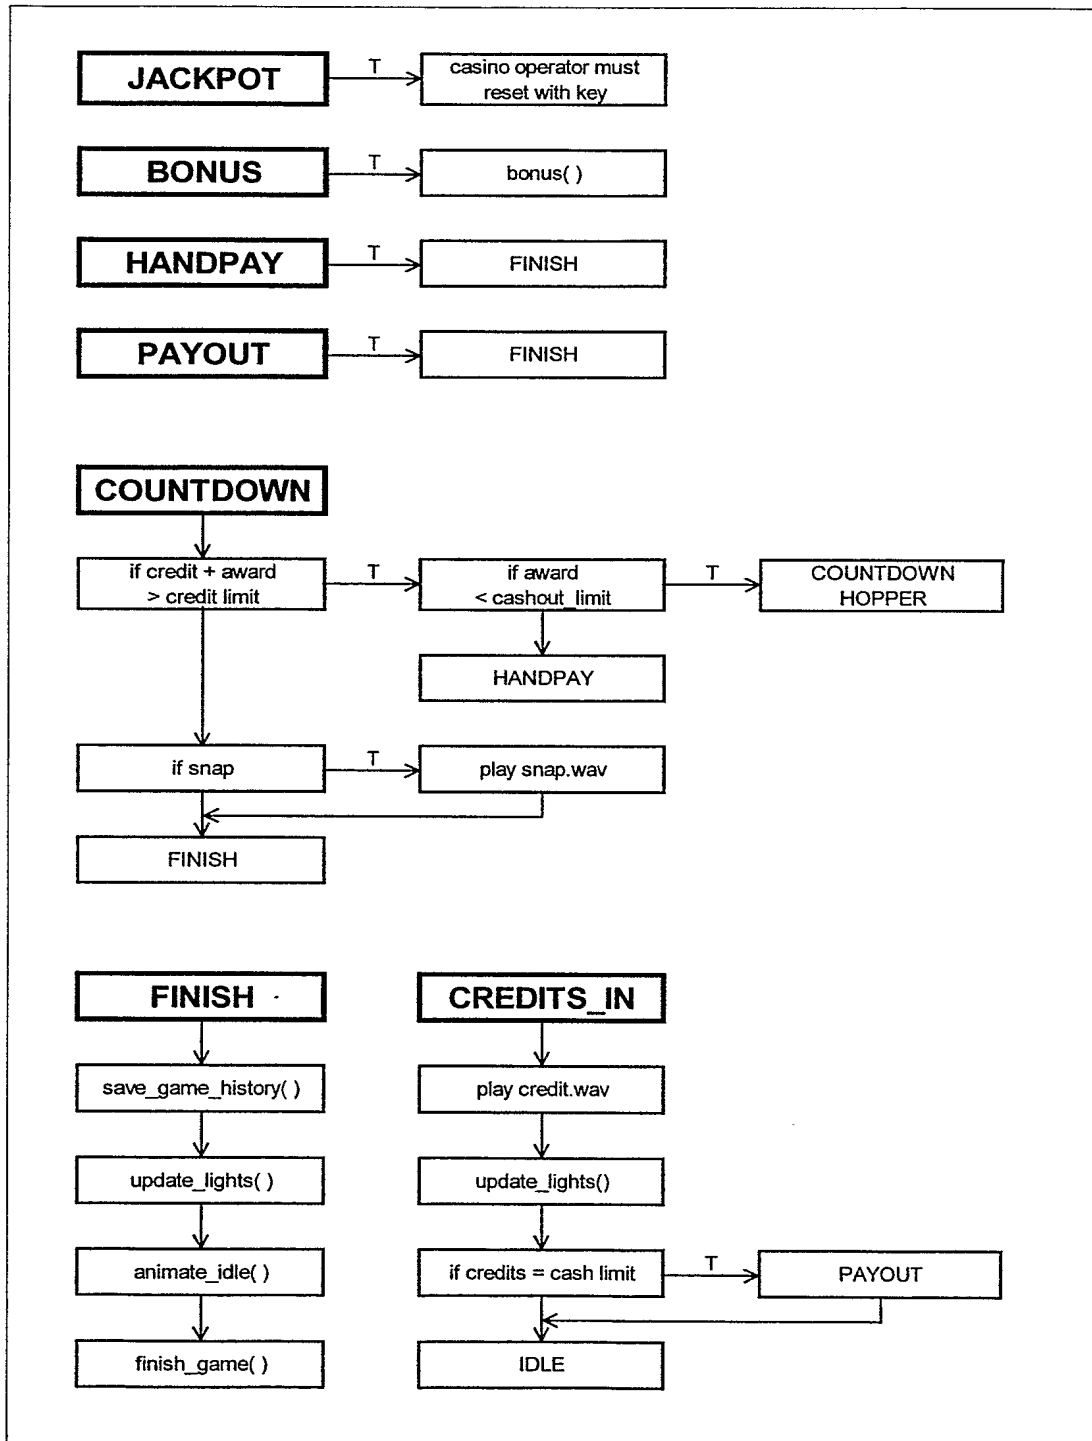 JACKPOT
T
casino operator must
reset with key
BONUS
T
bonus( )
HANDPAY
T
FINISH
PAYOUT
T
FINISH
COUNTDOWN
if credit + award
> credit limit
T
if award
< cashout_limit
T
COUNTDOWN
HOPPER
HANDPAY
if snap
T
play snap.wav
FINISH
FINISH
save_game_history( )
update_lights( )
animate_idle( )
finish_game( )
CREDITS_IN
play credit.wav
update_lights()
if credits = cash limit
T
PAYOUT
IDLE